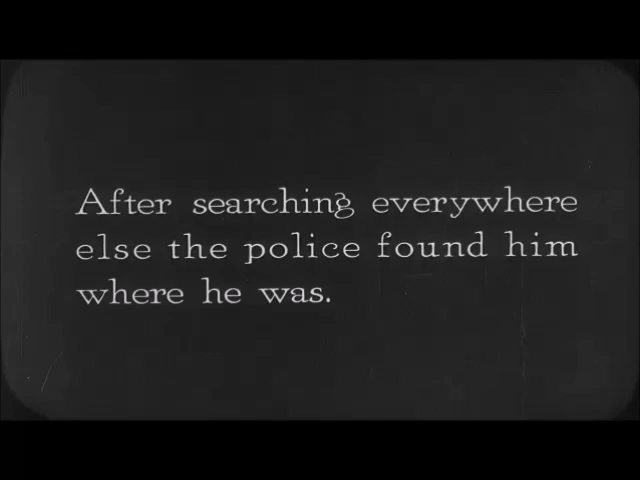 After searching everywhere
else the police found him
where he was.